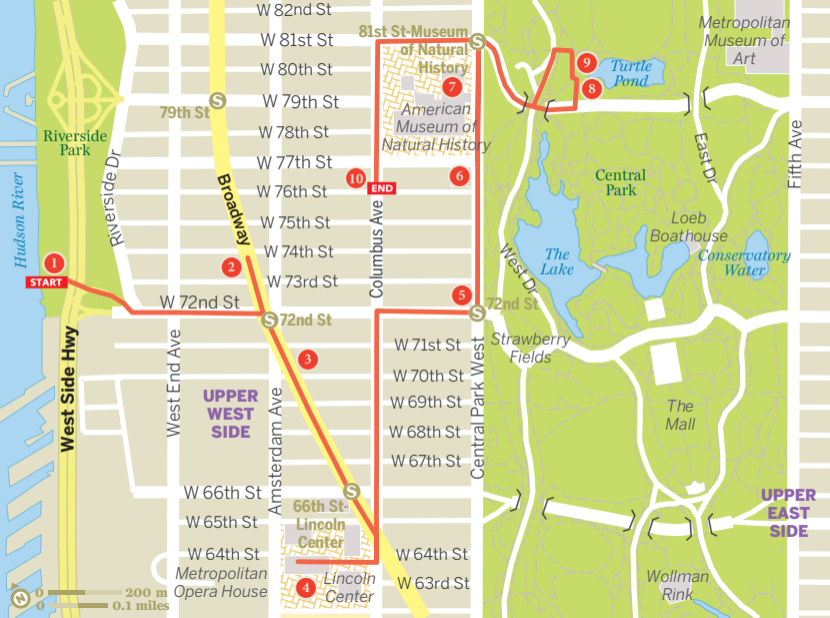 W 82nd St
W 81st St
81st St-Museum
of Natural
History
S
Metropolitan
Museum of
Art
W 80th St
9
Turtle
Pond
7
8
79th St
S
W 79th St
American
Museum of
Natural History
W 78th St
Riverside
Park
Riverside Dr
W 77th St
East Dr
Fifth Ave
10
END
6
Central
Park
W 76th St
Broadway
Hudson River
Columbus Ave
W 75th St
Loeb
Boathouse
W 74th St
The
Lake
Conservatory
Water
West Dr
1
START
2
W 73rd St
5
W 72nd St
S
72nd St
S
72nd St
Strawberry
Fields
W 71st St
3
West Side Hwy
West End Ave
W 70th St
Central Park West
UPPER
WEST
SIDE
Amsterdam Ave
W 69th St
The
Mall
W 68th St
W 67th St
W 66th St
S
66th St-
Lincoln
Center
UPPER
EAST
SIDE
W 65th St
W 64th St
W 64th St
Metropolitan
Opera House
4
Lincoln
Center
W 63rd St
Wollman
Rink
N
0
200 m
0
0.1 miles